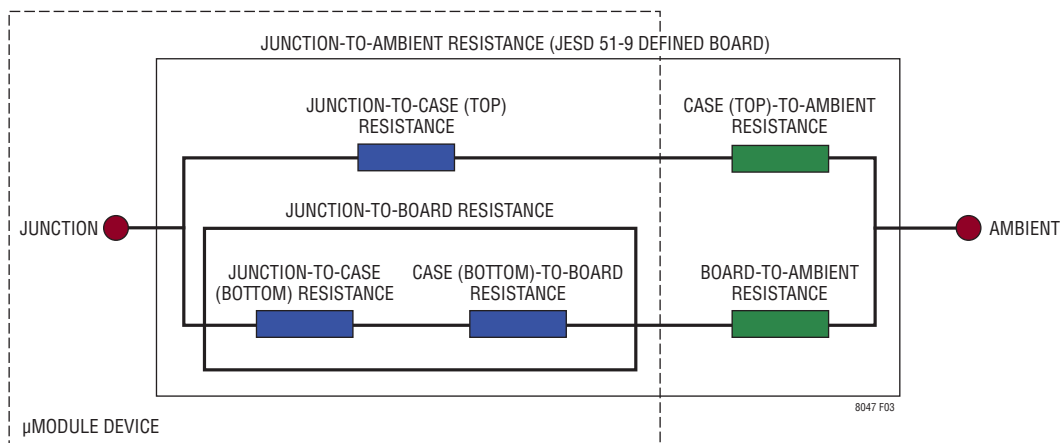 JUNCTION-TO-AMBIENT RESISTANCE (JESD 51-9 DEFINED BOARD)
JUNCTION-TO-CASE (TOP)
RESISTANCE
CASE (TOP)-TO-AMBIENT
RESISTANCE
JUNCTION
JUNCTION-TO-BOARD RESISTANCE
AMBIENT
JUNCTION-TO-CASE
(BOTTOM) RESISTANCE
CASE (BOTTOM)-TO-BOARD
RESISTANCE
BOARD-TO-AMBIENT
RESISTANCE
8047 F03
µMODULE DEVICE